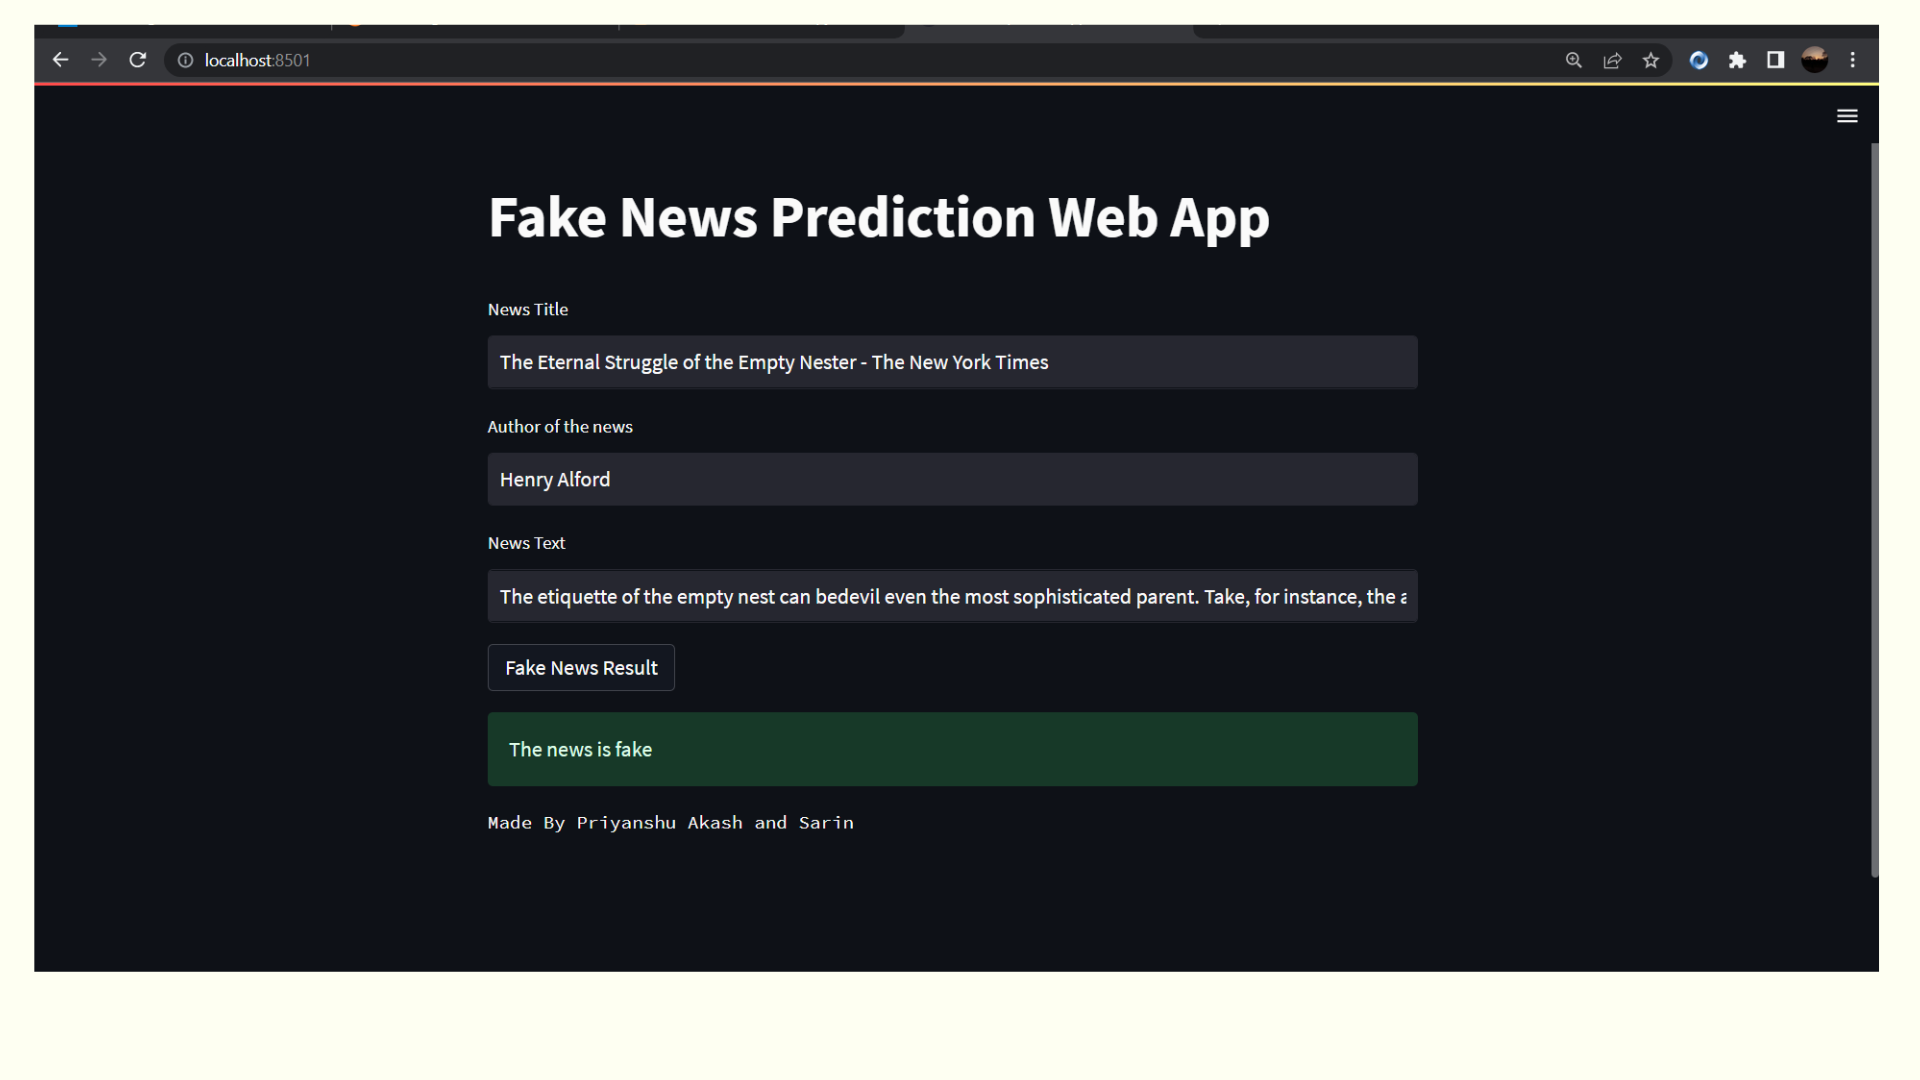 localhost:8501
Fake News Prediction Web App
News Title
The Eternal Struggle of the Empty Nester - The New York Times
Author of the news
Henry Alford
News Text
The etiquette of the empty nest can bedevil even the most sophisticated parent. Take, for instance, the
Fake News Result
The news is fake
Made By Priyanshu Akash and Sarin